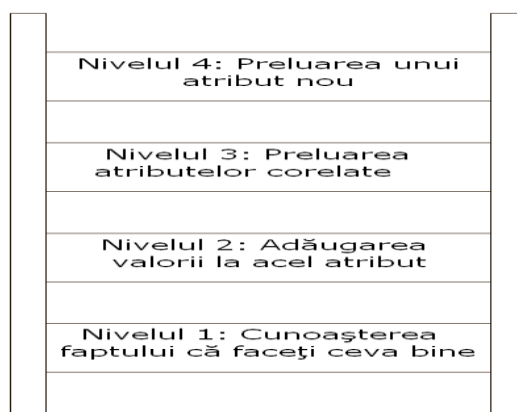 Nivelul 4: Preluarea unui
atribut nou
Nivelul 3: Preluarea
atributelor corelate
Nivelul 2: Adăugarea
valorii la acel atribut
Nivelul 1: Cunoaşterea
faptului că faceţi ceva bine